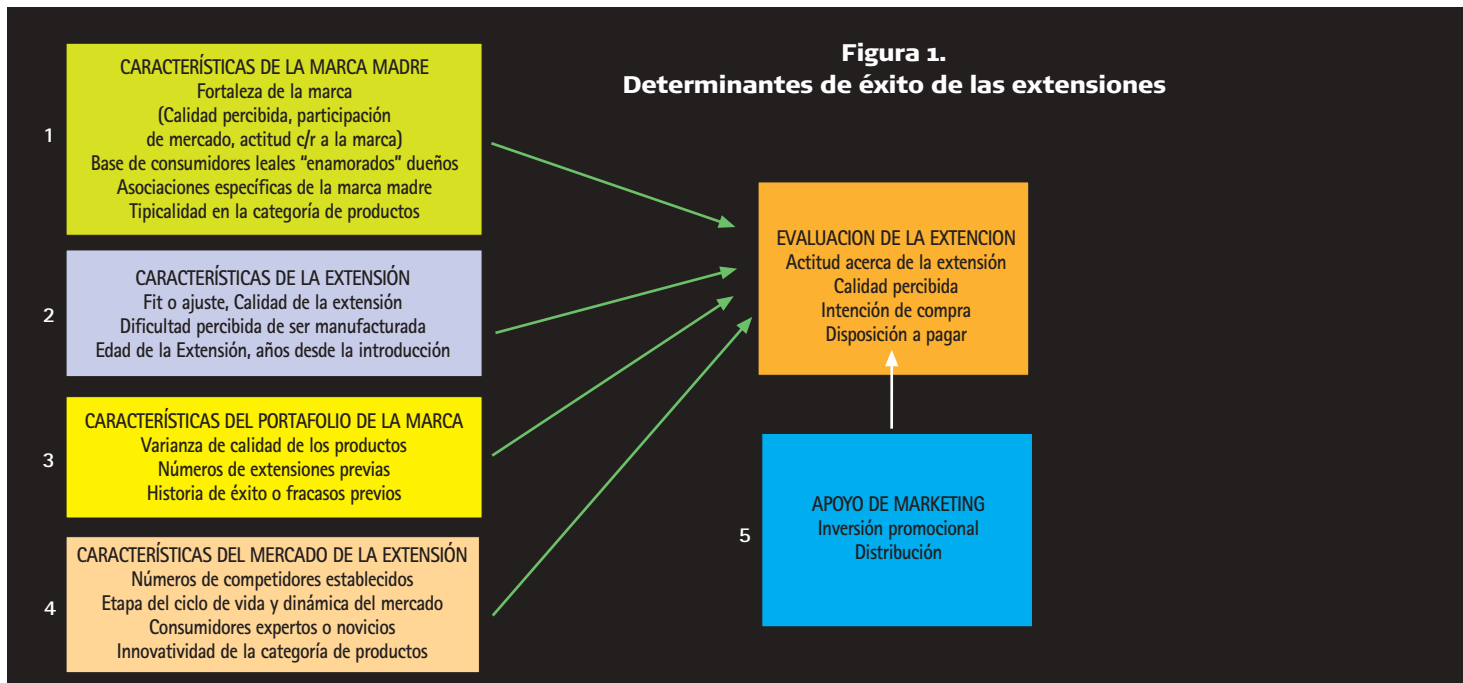 Figura 1.
Determinantes de éxito de las extensiones
1
CARACTERÍSTICAS DE LA MARCA MADRE
Fortaleza de la marca
(Calidad percibida, participación
de mercado, actitud c/r a la marca)
Base de consumidores leales “enamorados” dueños
Asociaciones específicas de la marca madre
Tipicalidad en la categoría de productos
2
CARACTERÍSTICAS DE LA EXTENSIÓN
Fit o ajuste, Calidad de la extensión
Dificultad percibida de ser manufacturada
Edad de la Extensión, años desde la introducción
3
CARACTERÍSTICAS DEL PORTAFOLIO DE LA MARCA
Varianza de calidad de los productos
Números de extensiones previas
Historia de éxito o fracasos previos
4
CARACTERÍSTICAS DEL MERCADO DE LA EXTENSIÓN
Números de competidores establecidos
Etapa del ciclo de vida y dinámica del mercado
Consumidores expertos o novicios
Innovatividad de la categoría de productos
EVALUACION DE LA EXTENCION
Actitud acerca de la extensión
Calidad percibida
Intención de compra
Disposición a pagar
5
APOYO DE MARKETING
Inversión promocional
Distribución